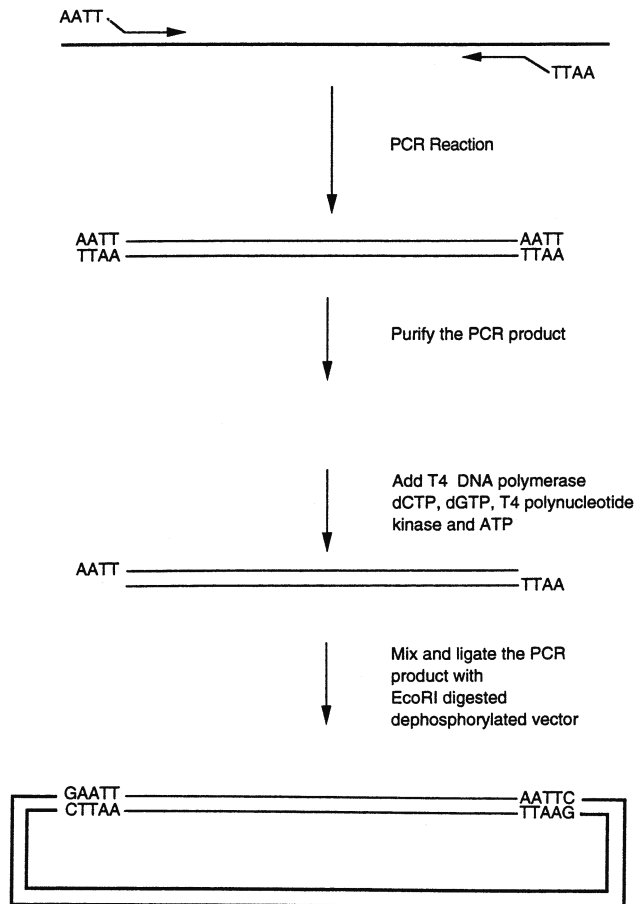 AATT
TTAA
PCR Reaction
AATT AATT
TTAA TTAA
Purify the PCR product
Add T4 DNA polymerase
dCTP, dGTP, T4 polynucleotide
kinase and ATP
AATT
TTAA
Mix and ligate the PCR
product with
EcoRI digested
dephosphorylated vector
GAATT AATTC
CTTAA TTAAG